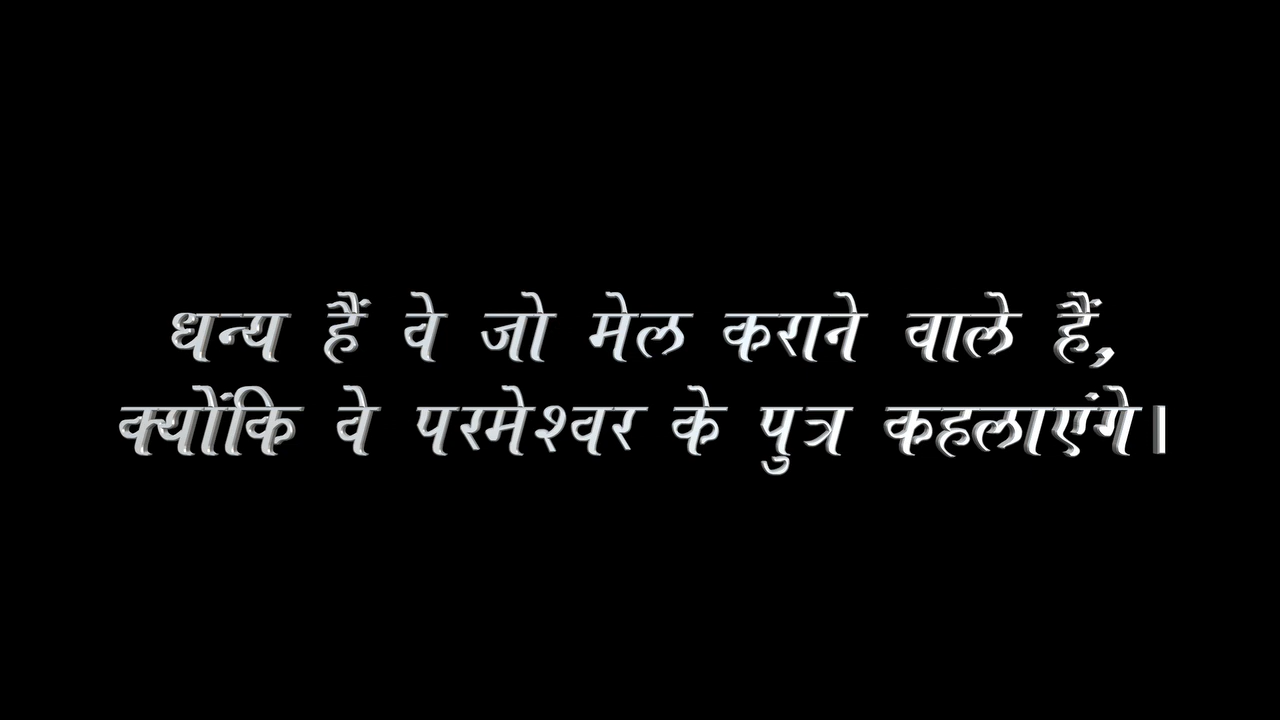 धन्य हैं वे जो मेल कराने वाले हैं,
क्योंकि वे परमेश्वर के पुत्र कहलाएंगे।